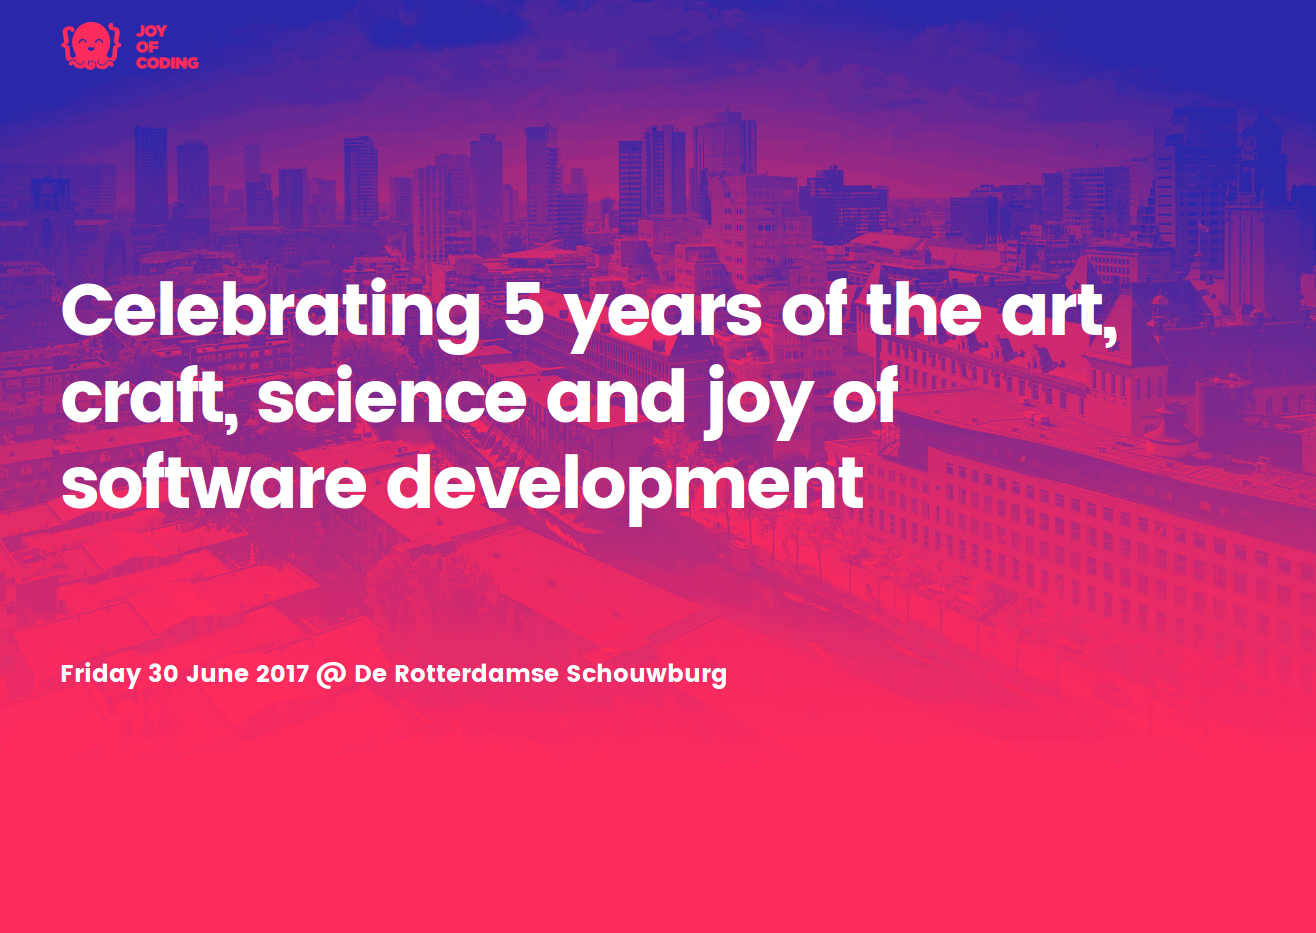 JOY
OF
CODING
Celebrating 5 years of the art,
craft, science and joy of
software development
Friday 30 June 2017 @ De Rotterdamse Schouwburg